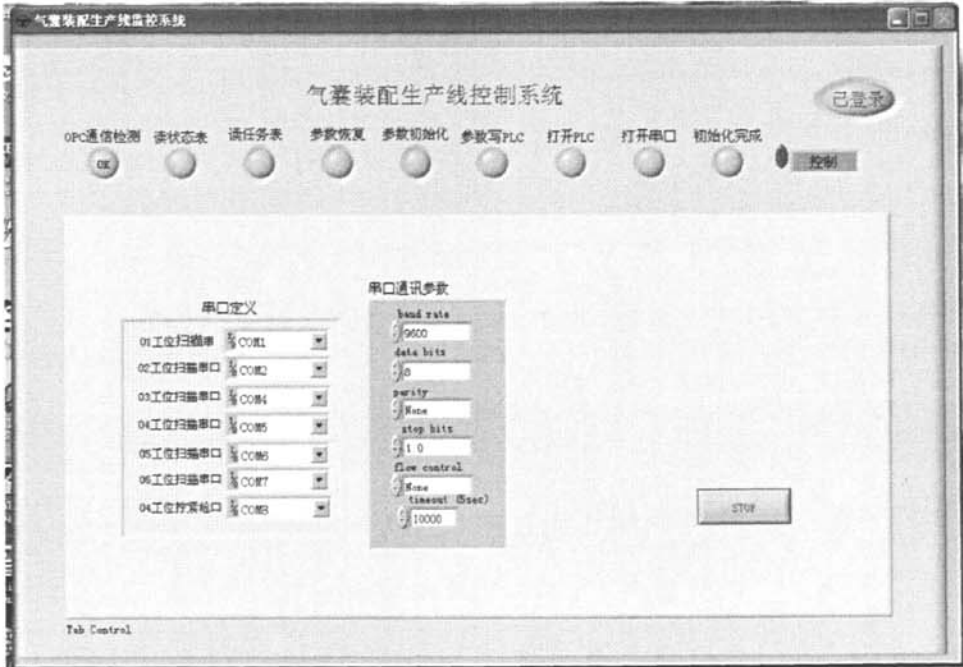 气囊装配生产线监控系统
气囊装配生产线控制系统
已登录
OPC通信检测 读状态表 读任务表 参数恢复 参数初始化 参数写PLC 打开PLC 打开串口 初始化完成
OK
控制
串口定义
01工位扫描串 COM1
02工位扫描串口 COM2
03工位扫描串口 COM4
04工位扫描串口 COM5
05工位扫描串口 COM6
06工位扫描串口 COM7
04工位拧紧枪口 COM8
串口通讯参数
baud rate
9600
data bits
8
parity
None
stop bits
1.0
flow control
None
timeout (Bsec)
10000
STOP
Tab Control